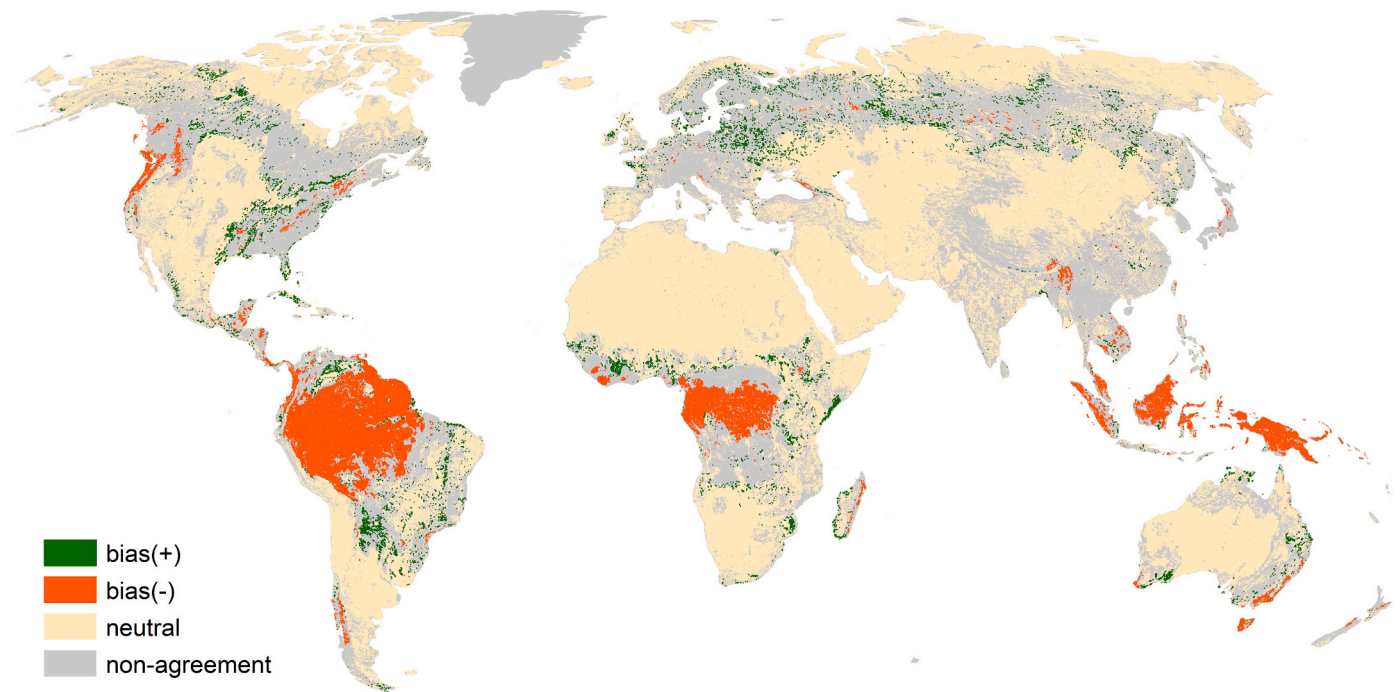 bias(+)
bias(-)
neutral
non-agreement